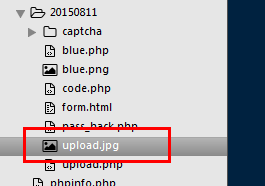 20150811
captcha
blue.php
blue.png
code.php
form.html
pass_back.php
upload.jpg
upload.php
phpinfo.php